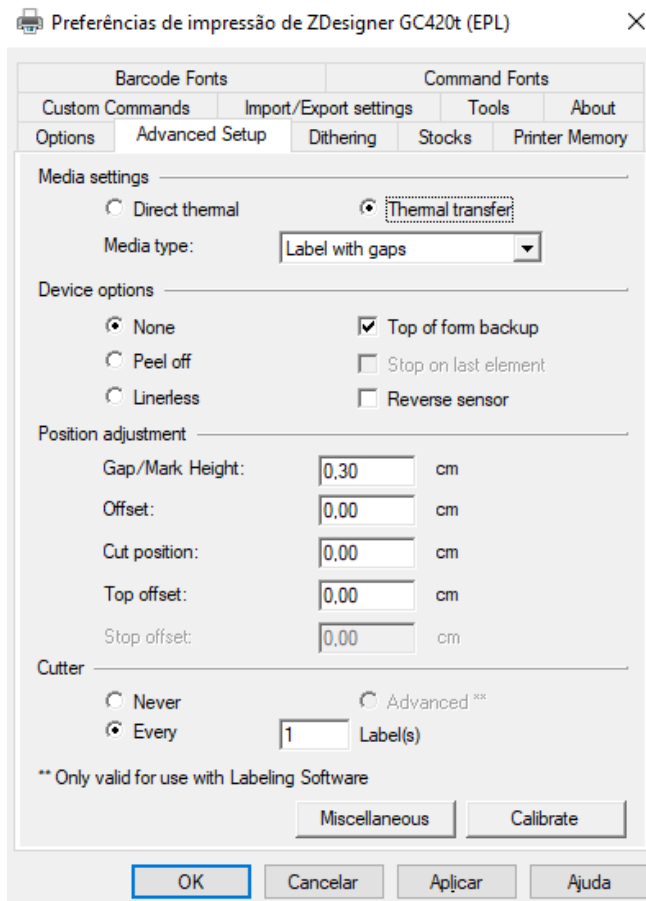 Preferências de impressão de ZDesigner GC420t (EPL)
Barcode Fonts Command Fonts
Custom Commands Import/Export settings Tools About
Options Advanced Setup Dithering Stocks Printer Memory
Media settings
Direct thermal Thermal transfer
Media type: Label with gaps
Device options
None Top of form backup
Peel off Stop on last element
Linerless Reverse sensor
Position adjustment
Gap/Mark Height: 0,30 cm
Offset: 0,00 cm
Cut position: 0,00 cm
Top offset: 0,00 cm
Stop offset: 0,00 cm
Cutter
Never Advanced **
Every 1 Label(s)
** Only valid for use with Labeling Software
Miscellaneous Calibrate
OK Cancelar Aplicar Ajuda